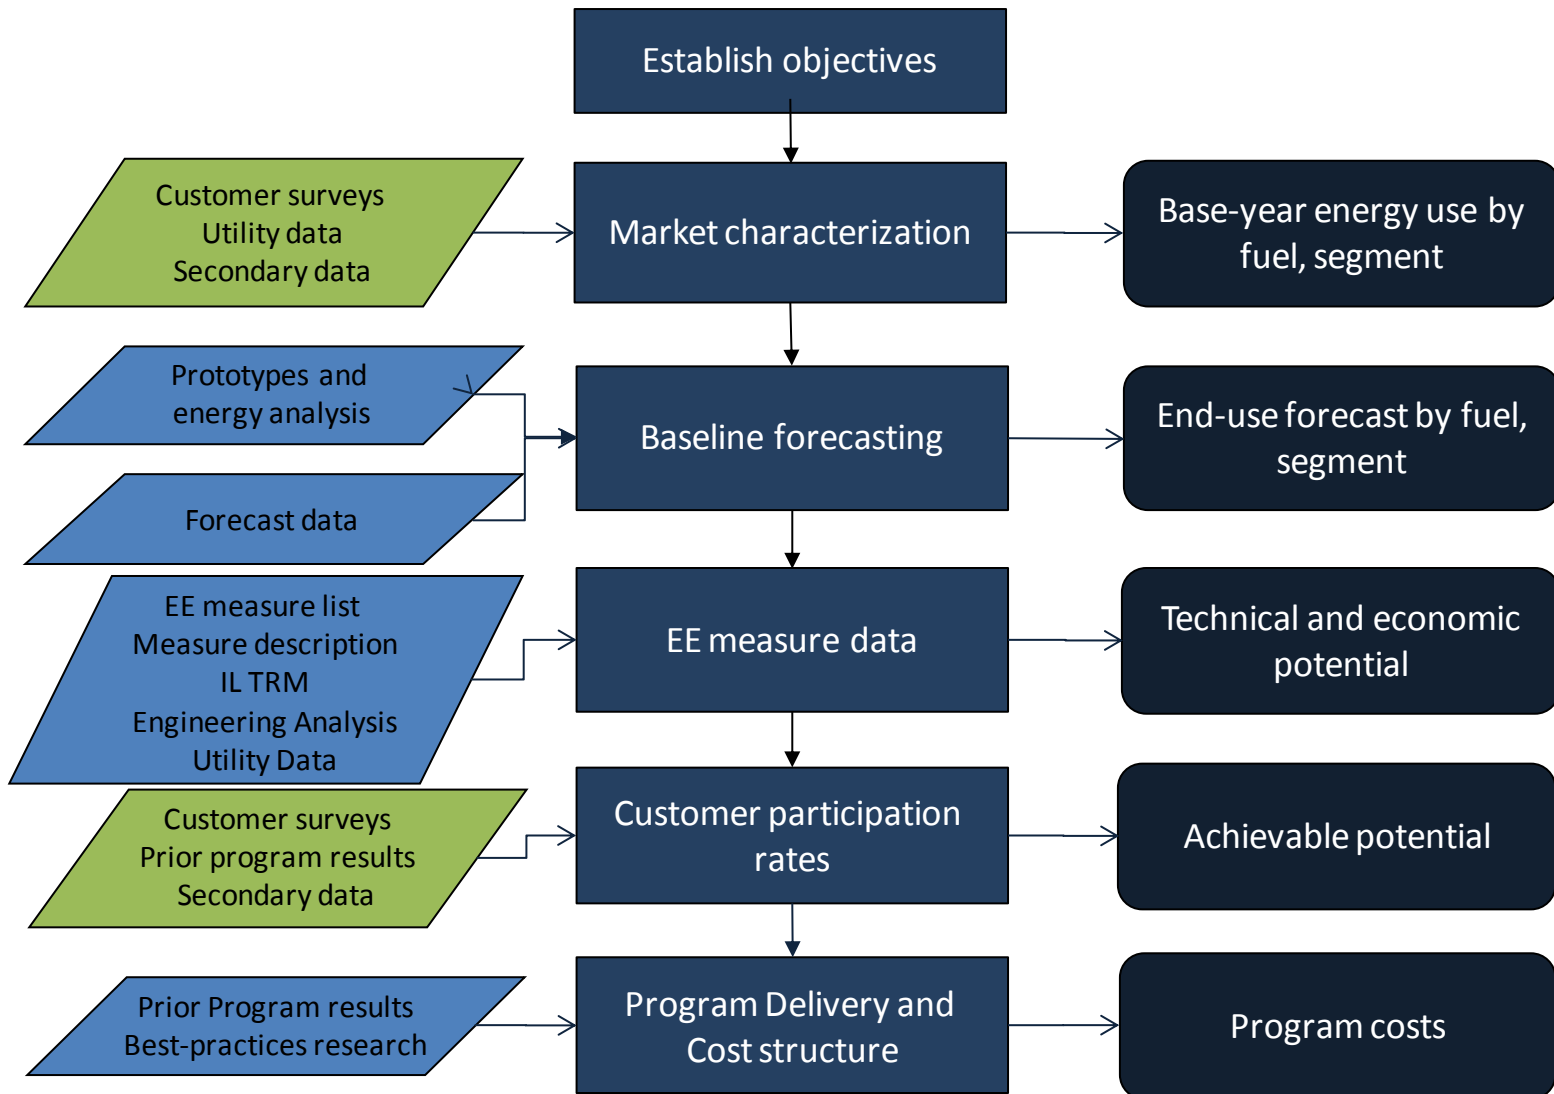 Establish objectives
Customer surveys
Utility data
Secondary data
Market characterization
Base-year energy use by
fuel, segment
Prototypes and
energy analysis
Forecast data
Baseline forecasting
End-use forecast by fuel,
segment
EE measure list
Measure description
IL TRM
Engineering Analysis
Utility Data
EE measure data
Technical and economic
potential
Customer surveys
Prior program results
Secondary data
Customer participation
rates
Achievable potential
Prior Program results
Best-practices research
Program Delivery and
Cost structure
Program costs